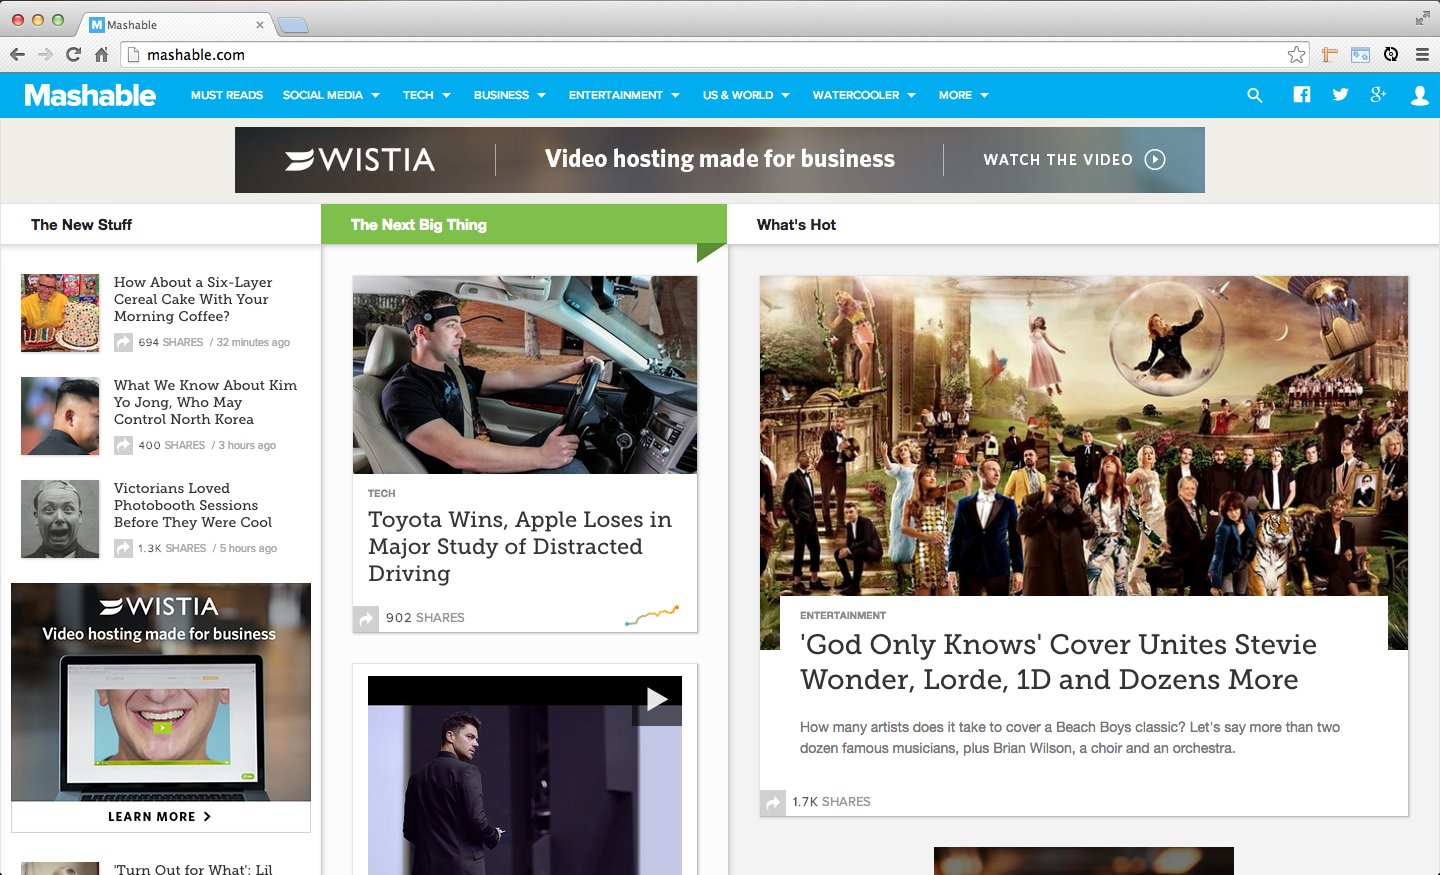 Mashable
mashable.com
Mashable
MUST READS
SOCIAL MEDIA
TECH
BUSINESS
ENTERTAINMENT
US & WORLD
WATERCOOLER
MORE
WISTIA
Video hosting made for business
WATCH THE VIDEO
The New Stuff
The Next Big Thing
What's Hot
How About a Six-Layer
Cereal Cake With Your
Morning Coffee?
694 SHARES / 32 minutes ago
What We Know About Kim
Yo Jong, Who May
Control North Korea
400 SHARES / 3 hours ago
Victorians Loved
Photobooth Sessions
Before They Were Cool
1.3K SHARES / 5 hours ago
WISTIA
Video hosting made for business
LEARN MORE
'Turn Out for What': Lil
TECH
Toyota Wins, Apple Loses in
Major Study of Distracted
Driving
902 SHARES
ENTERTAINMENT
'God Only Knows' Cover Unites Stevie
Wonder, Lorde, 1D and Dozens More
How many artists does it take to cover a Beach Boys classic? Let's say more than two
dozen famous musicians, plus Brian Wilson, a choir and an orchestra.
1.7K SHARES